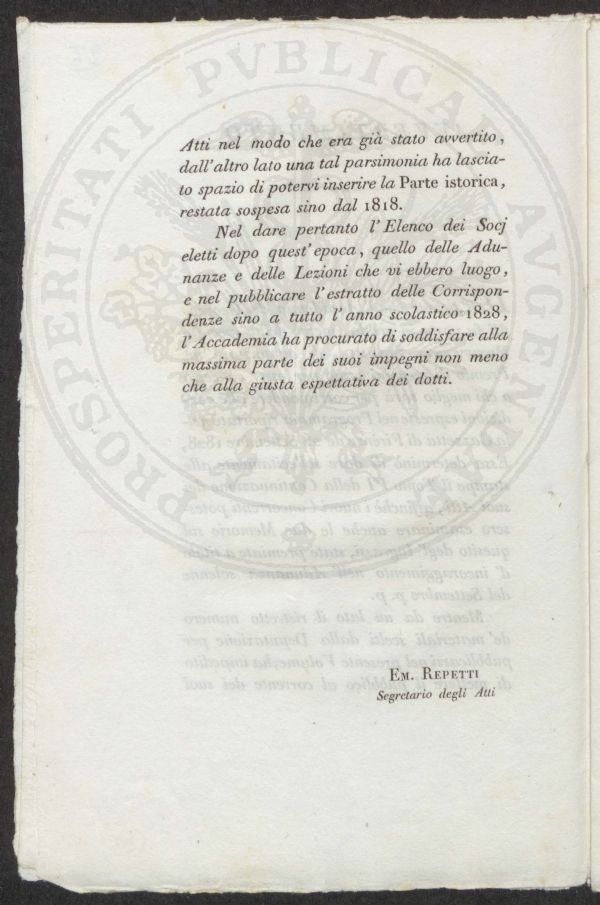 Atti nel modo che era già stato avvertito,
dall'altro lato una tal parsimonia ha lascia-
to spazio di potervi inserire la Parte istorica,
restata sospesa sino dal 1818.
Nel dare pertanto l'Elenco dei Socj
eletti dopo quest'epoca, quello delle Adu-
nanze e delle Lezioni che vi ebbero luogo,
e nel pubblicare l'estratto delle Corrispon-
denze sino a tutto l'anno scolastico 1828,
l'Accademia ha procurato di soddisfare alla
massima parte dei suoi impegni non meno
che alla giusta espettativa dei dotti.
EM. REPETTI
Segretario degli Atti
PROSPERITATI PVBLICAE AVGENDAE